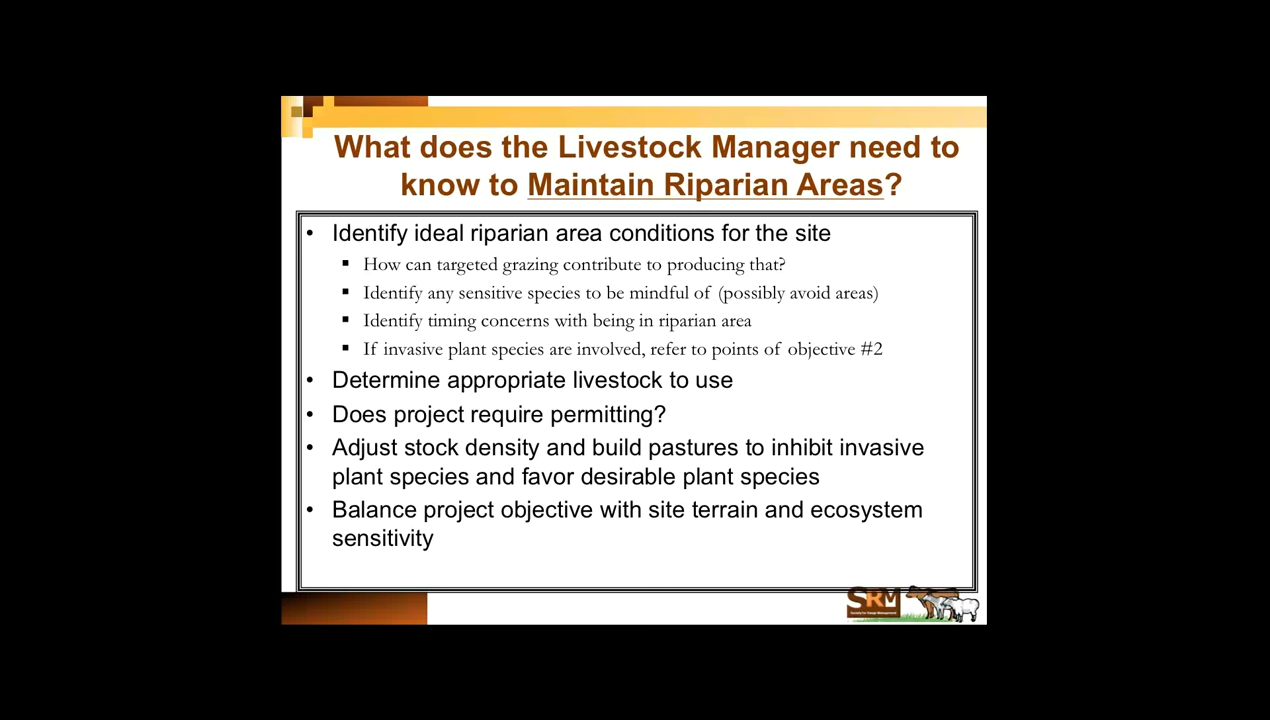 What does the Livestock Manager need to
know to Maintain Riparian Areas?
• Identify ideal riparian area conditions for the site
▪ How can targeted grazing contribute to producing that?
▪ Identify any sensitive species to be mindful of (possibly avoid areas)
▪ Identify timing concerns with being in riparian area
▪ If invasive plant species are involved, refer to points of objective #2
• Determine appropriate livestock to use
• Does project require permitting?
• Adjust stock density and build pastures to inhibit invasive
plant species and favor desirable plant species
• Balance project objective with site terrain and ecosystem
sensitivity
SRM
Society for Range Management